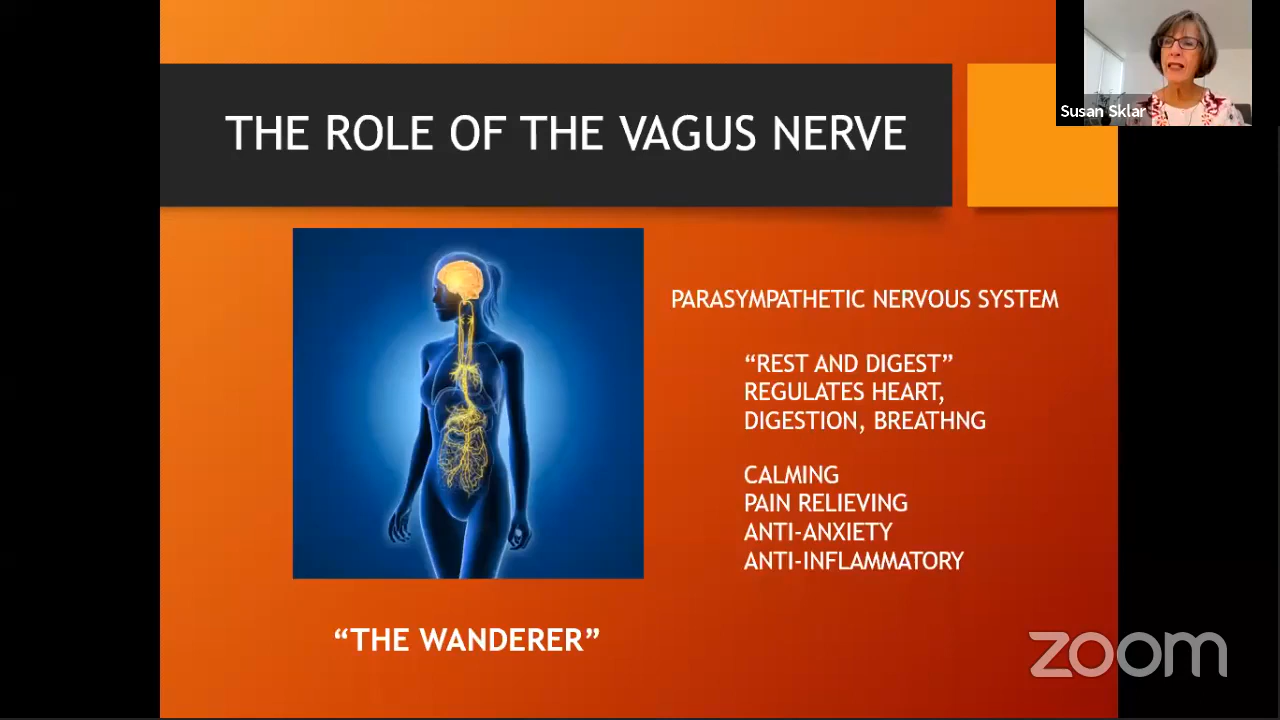 THE ROLE OF THE VAGUS NERVE
Susan Sklar
PARASYMPATHETIC NERVOUS SYSTEM
“REST AND DIGEST”
REGULATES HEART,
DIGESTION, BREATHNG
CALMING
PAIN RELIEVING
ANTI-ANXIETY
ANTI-INFLAMMATORY
“THE WANDERER”
zoom